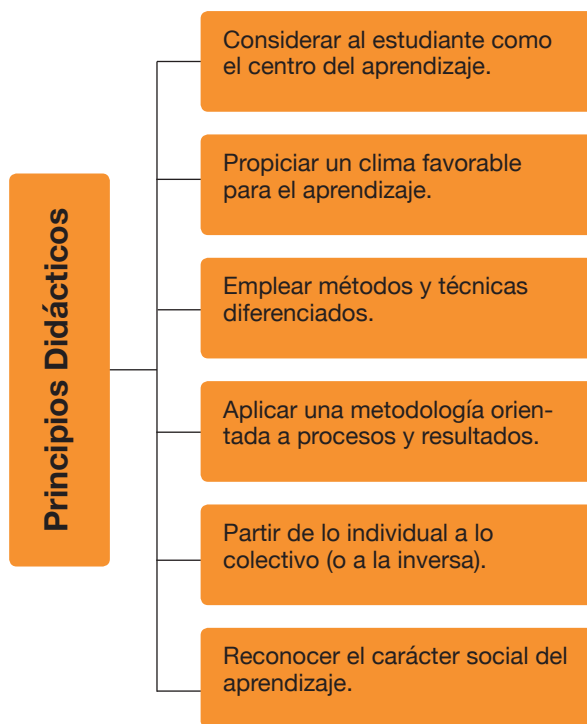 Principios Didácticos
Considerar al estudiante como
el centro del aprendizaje.
Propiciar un clima favorable
para el aprendizaje.
Emplear métodos y técnicas
diferenciados.
Aplicar una metodología orien-
tada a procesos y resultados.
Partir de lo individual a lo
colectivo (o a la inversa).
Reconocer el carácter social del
aprendizaje.